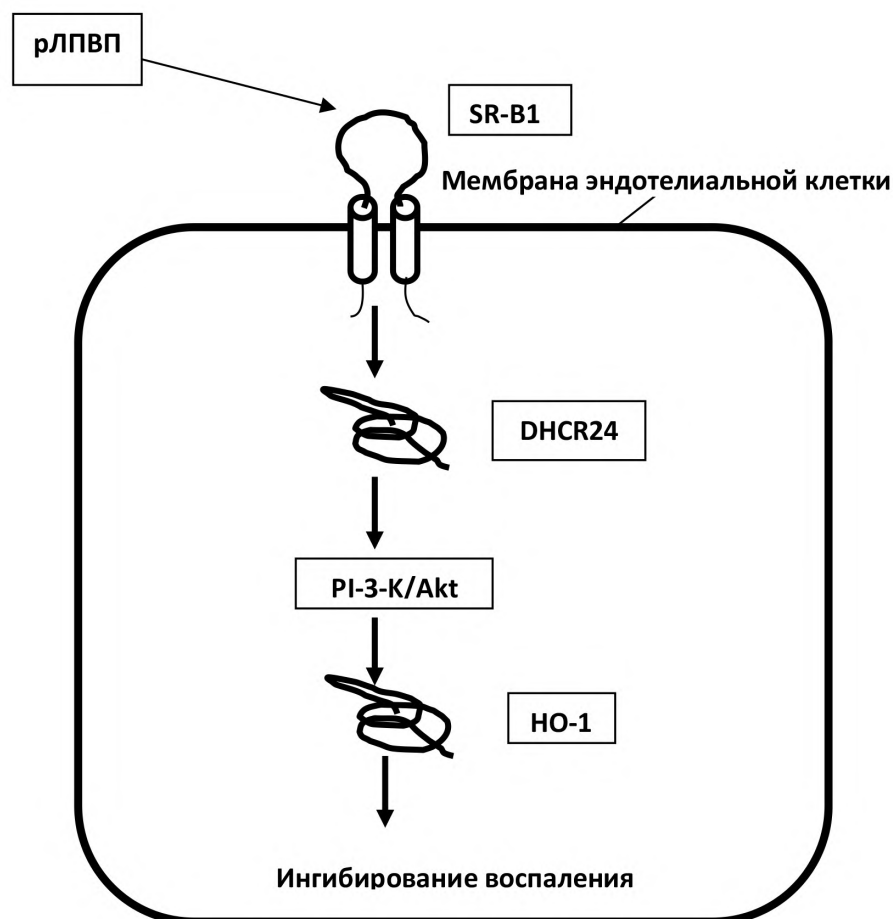 рЛПВП
SR-B1
Мембрана эндотелиальной клетки
DHCR24
PI-3-K/Akt
HO-1
Ингибирование воспаления